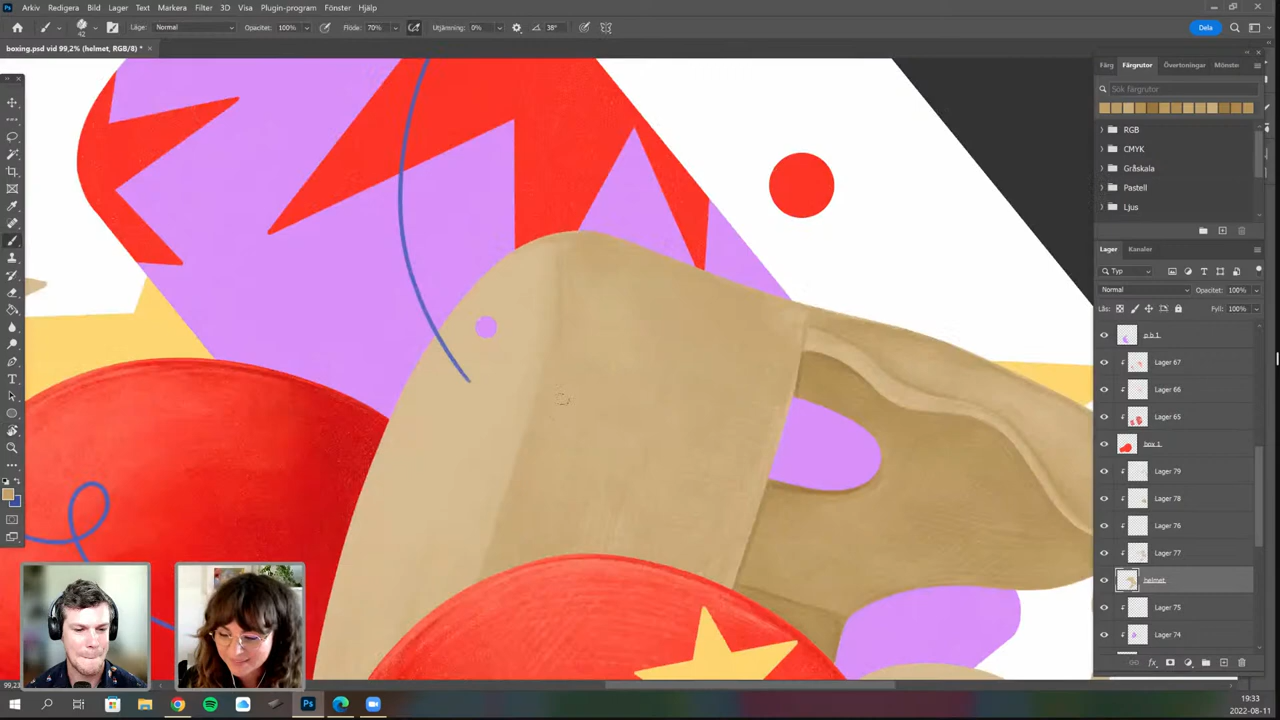 Arkiv Redigera Bild Lager Text Markera Filter 3D Visa Plugin-program Fönster Hjälp
42 Läge: Normal Opacitet: 100% Flöde: 70% Utjämning: 0% 38° Dela
boxing.psd vid 99,2% (helmet, RGB/8) *
Färg Färgrutor Övertoningar Mönster
Sök färgrutor
RGB
CMYK
Gråskala
Pastell
Ljus
Lager Kanaler
Typ
Normal Opacitet: 100%
Lås: Fyll: 100%
p b 1
Lager 67
Lager 66
Lager 65
box 1
Lager 79
Lager 78
Lager 76
Lager 77
helmet
Lager 75
Lager 74
19:33
2022-08-11